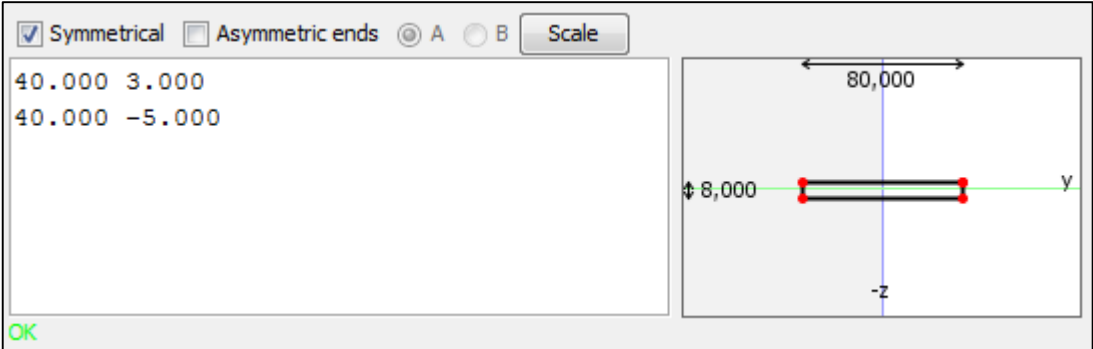 Symmetrical Asymmetric ends A B Scale
40.000 3.000
40.000 -5.000
80,000
8,000
y
-z
OK